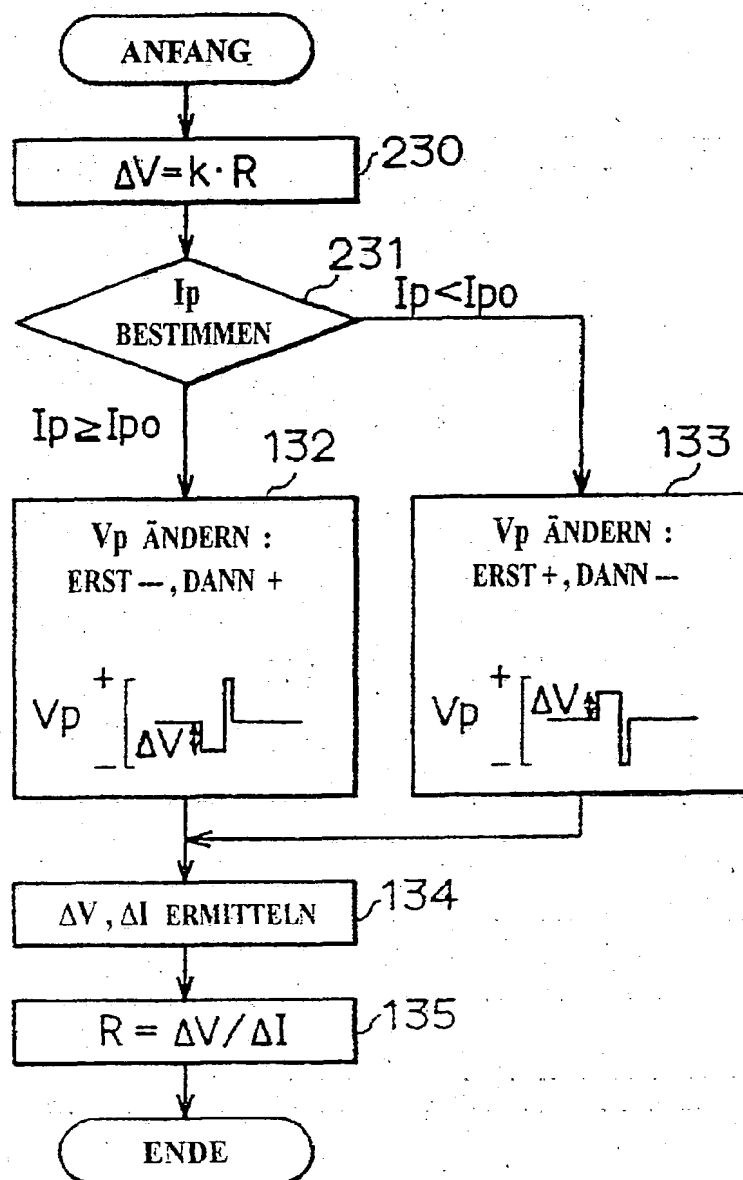 ANFANG
ΔV=k·R
230
231
Ip
BESTIMMEN
Ip<Ipo
Ip≧Ipo
132
Vp ÄNDERN :
ERST — , DANN +
Vp + − ΔV
133
Vp ÄNDERN :
ERST + , DANN —
Vp + − ΔV
ΔV , ΔI ERMITTELN
134
R = ΔV/ΔI
135
ENDE